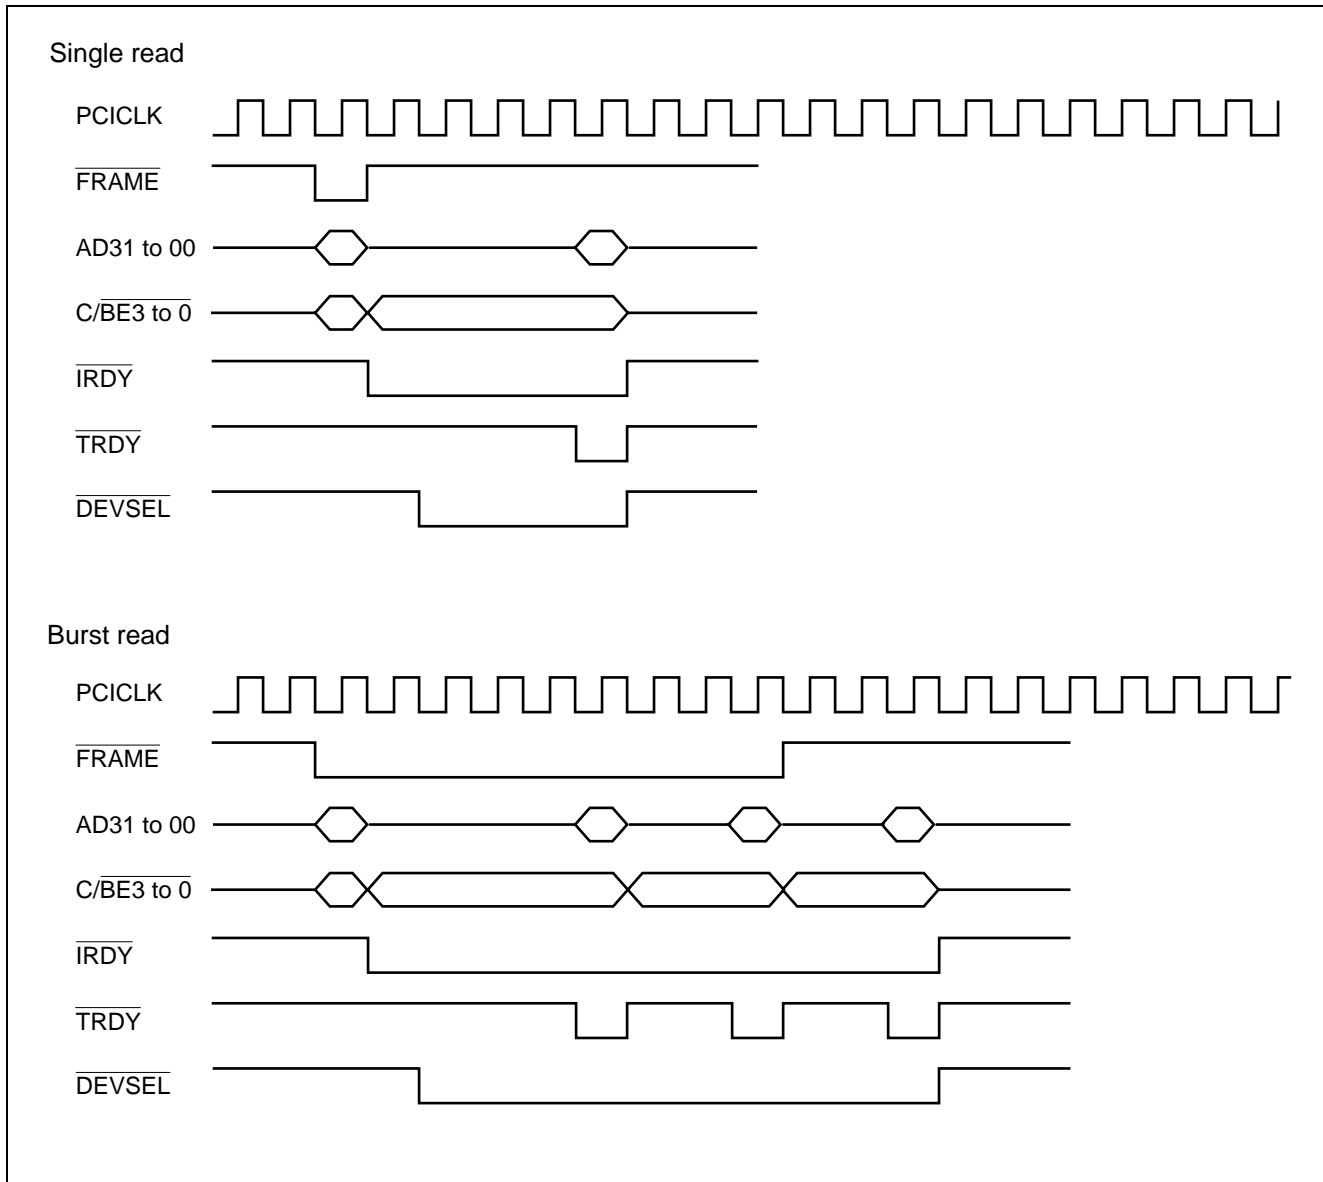 Single read
PCICLK
FRAME
AD31 to 00
C/BE3 to 0
IRDY
TRDY
DEVSEL
Burst read
PCICLK
FRAME
AD31 to 00
C/BE3 to 0
IRDY
TRDY
DEVSEL